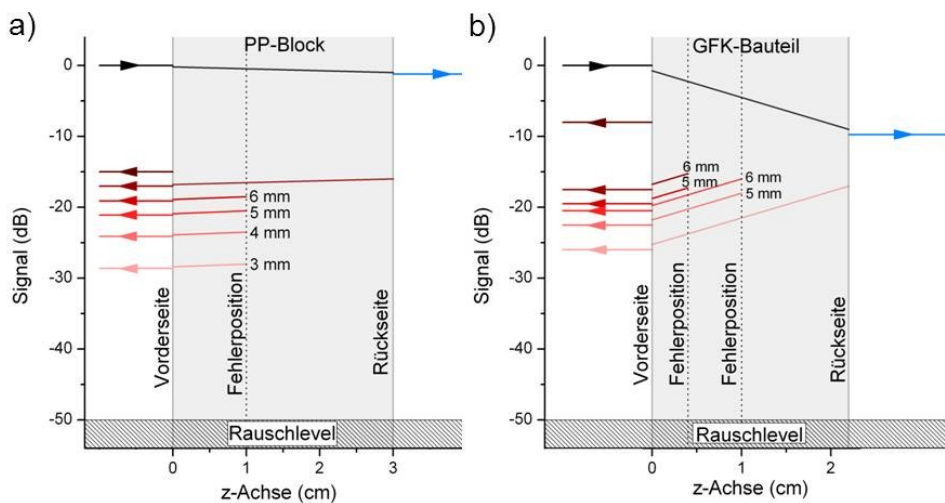 a)
PP-Block
0
-10
-20
-30
-40
-50
Signal (dB)
6 mm
5 mm
4 mm
3 mm
Vorderseite
Fehlerposition
Rückseite
Rauschlevel
0
1
2
3
z-Achse (cm)
b)
GFK-Bauteil
0
-10
-20
-30
-40
-50
Signal (dB)
6 mm
5 mm
6 mm
5 mm
Vorderseite
Fehlerposition
Fehlerposition
Rückseite
Rauschlevel
0
1
2
z-Achse (cm)